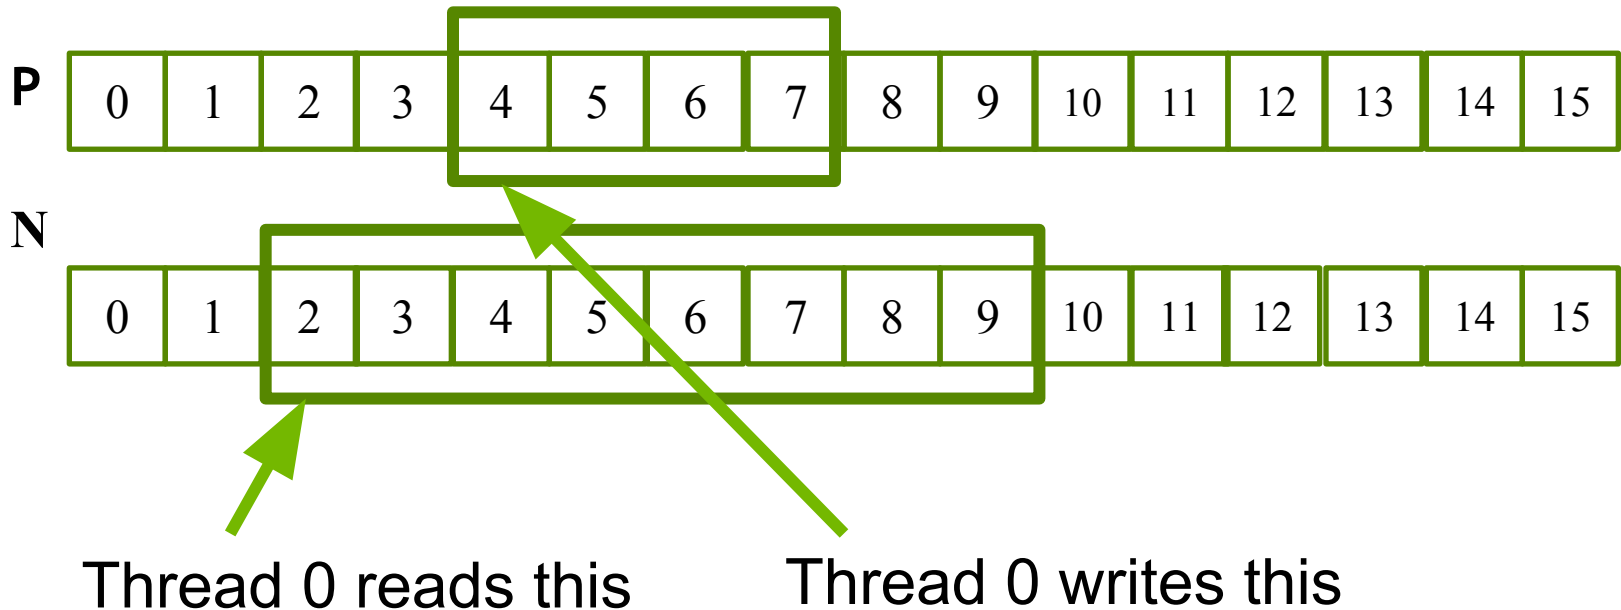 P 0 1 2 3 4 5 6 7 8 9 10 11 12 13 14 15
N
0 1 2 3 4 5 6 7 8 9 10 11 12 13 14 15
Thread 0 reads this Thread 0 writes this